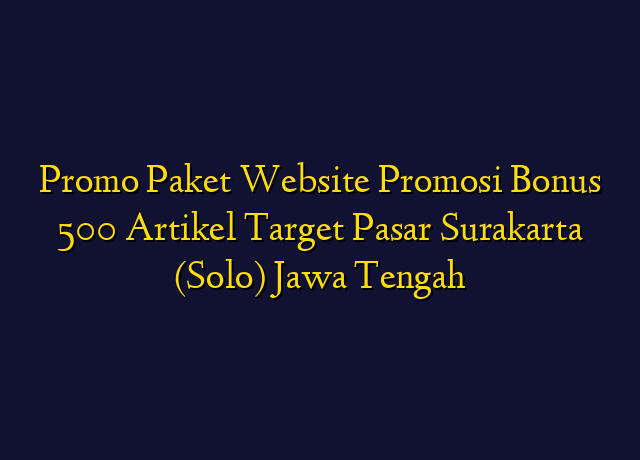 Promo Paket Website Promosi Bonus
500 Artikel Target Pasar Surakarta
(Solo) Jawa Tengah